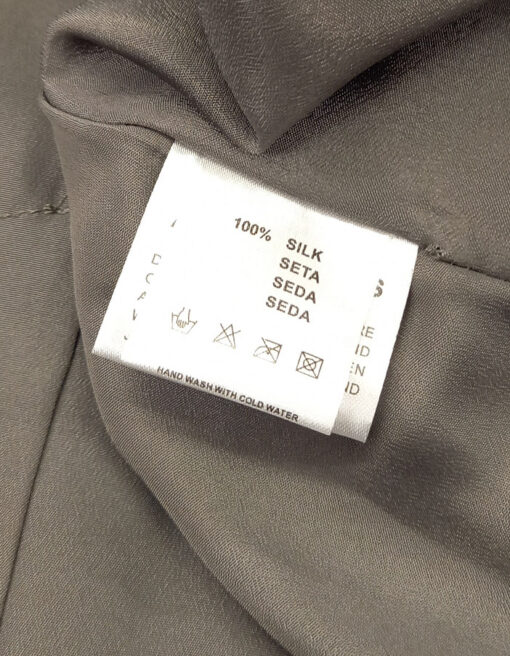 100% SILK
SETA
SEDA
SEDA
HAND WASH WITH COLD WATER